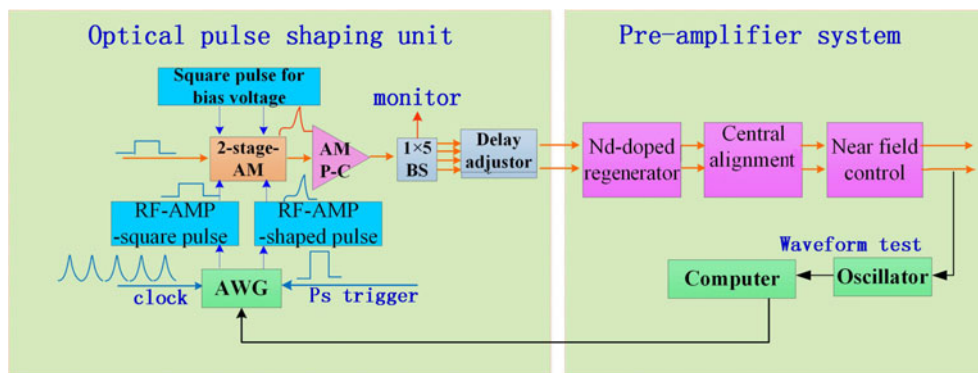 Optical pulse shaping unit
Square pulse for
bias voltage
2-stage-
AM
AM
P-C
monitor
1×5
BS
Delay
adjustor
RF-AMP
-square pulse
RF-AMP
-shaped pulse
clock
AWG
Ps trigger
Pre-amplifier system
Nd-doped
regenerator
Central
alignment
Near field
control
Waveform test
Computer
Oscillator